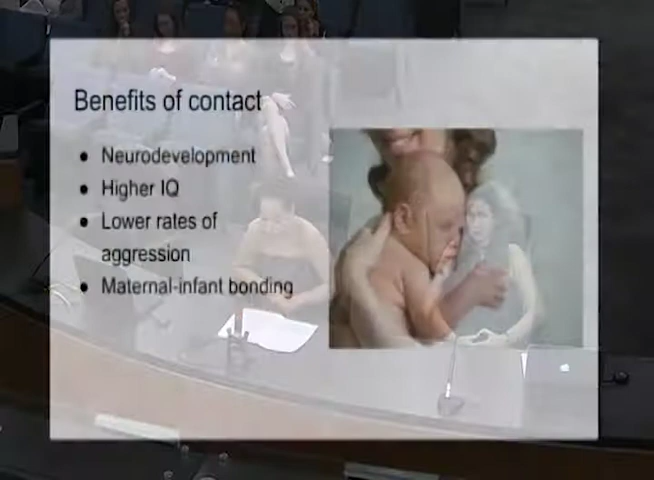 Benefits of contact
● Neurodevelopment
● Higher IQ
● Lower rates of
aggression
● Maternal-infant bonding